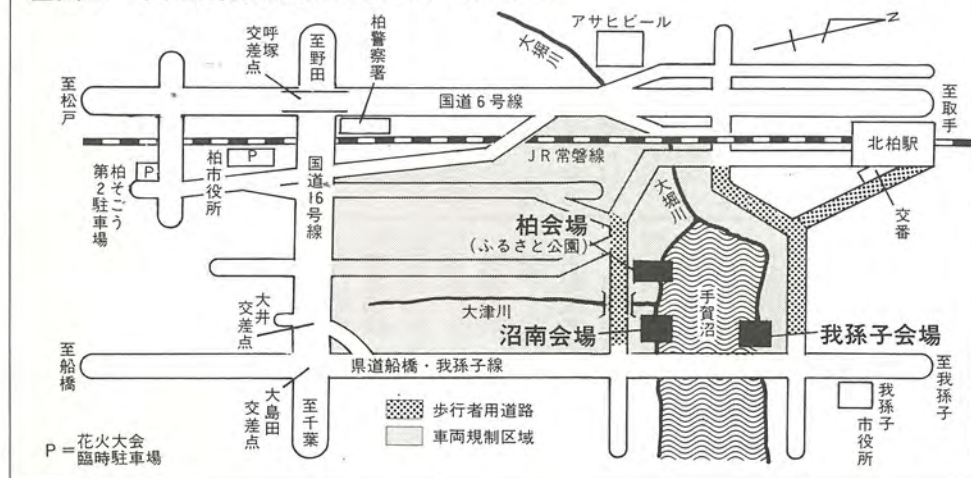 アサヒビール
大堀川
N
呼塚
交差点
至野田
柏警察署
至松戸
国道6号線
至取手
JR常磐線
北柏駅
P
P
柏市役所
柏そごう
第2駐車場
国道16号線
大堀川
交番
柏会場
(ふるさと公園)
大津川
手賀沼
大井
交差点
沼南会場
我孫子会場
至船橋
県道船橋・我孫子線
至我孫子
大島田
交差点
至千葉
歩行者用道路
車両規制区域
我孫子
市役所
P=花火大会
臨時駐車場